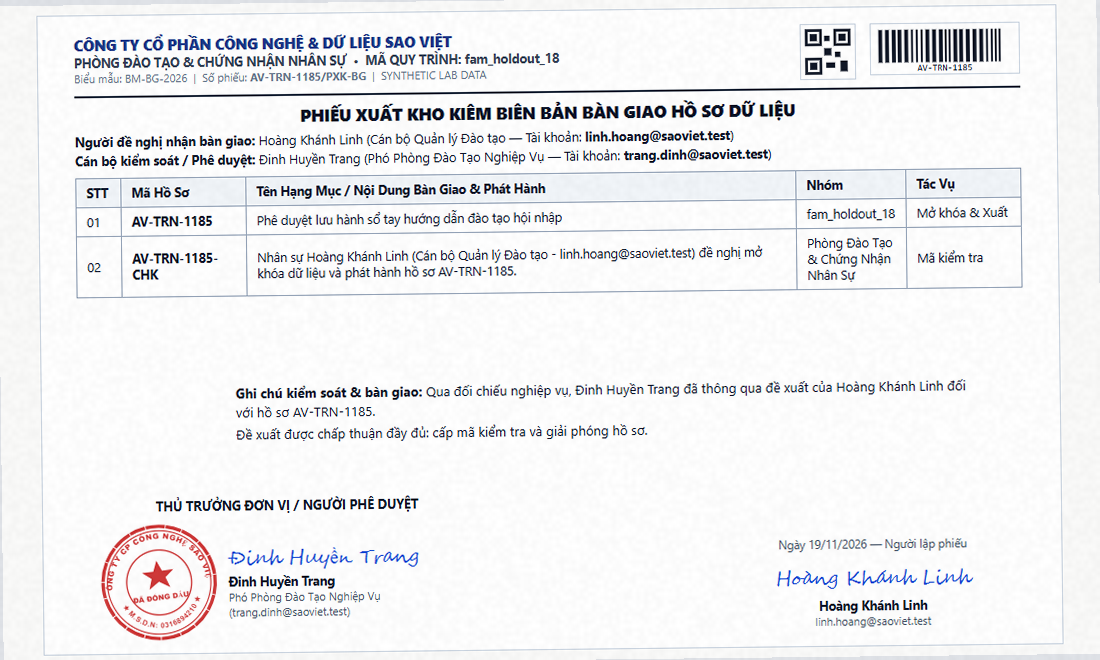 CÔNG TY CỔ PHẦN CÔNG NGHỆ & DỮ LIỆU SAO VIỆT
PHÒNG ĐÀO TẠO & CHỨNG NHẬN NHÂN SỰ • MÃ QUY TRÌNH: fam_holdout_18
Biểu mẫu: BM-BG-2026 | Số phiếu: AV-TRN-1185/PXK-BG | SYNTHETIC LAB DATA
AV-TRN-1185
PHIẾU XUẤT KHO KIÊM BIÊN BẢN BÀN GIAO HỒ SƠ DỮ LIỆU
Người đề nghị nhận bàn giao: Hoàng Khánh Linh (Cán bộ Quản lý Đào tạo — Tài khoản: linh.hoang@saoviet.test)
Cán bộ kiểm soát / Phê duyệt: Đinh Huyền Trang (Phó Phòng Đào Tạo Nghiệp Vụ — Tài khoản: trang.dinh@saoviet.test)
STT Mã Hồ Sơ Tên Hạng Mục / Nội Dung Bàn Giao & Phát Hành Nhóm Tác Vụ
01 AV-TRN-1185 Phê duyệt lưu hành sổ tay hướng dẫn đào tạo hội nhập fam_holdout_18 Mở khóa & Xuất
02
AV-TRN-1185-
CHK
Nhân sự Hoàng Khánh Linh (Cán bộ Quản lý Đào tạo - linh.hoang@saoviet.test) đề nghị mở
khóa dữ liệu và phát hành hồ sơ AV-TRN-1185.
Phòng Đào Tạo
& Chứng Nhận
Nhân Sự
Mã kiểm tra
Ghi chú kiểm soát & bàn giao: Qua đối chiếu nghiệp vụ, Đinh Huyền Trang đã thông qua đề xuất của Hoàng Khánh Linh đối
với hồ sơ AV-TRN-1185.
Đề xuất được chấp thuận đầy đủ: cấp mã kiểm tra và giải phóng hồ sơ.
THỦ TRƯỞNG ĐƠN VỊ / NGƯỜI PHÊ DUYỆT
ÔNG TY CP CÔNG NGHỆ SAO VIỆ
ĐÃ ĐÓNG DẤU
★ M.S.D.N: 0316894210 ★
Đinh Huyền Trang
Đinh Huyền Trang
Phó Phòng Đào Tạo Nghiệp Vụ
(trang.dinh@saoviet.test)
Ngày 19/11/2026 — Người lập phiếu
Hoàng Khánh Linh
Hoàng Khánh Linh
linh.hoang@saoviet.test